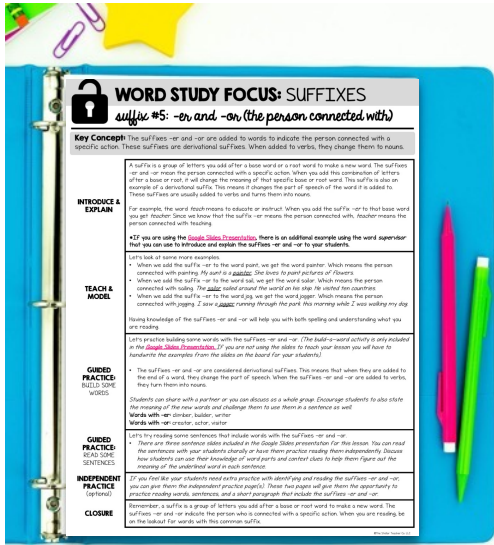 WORD STUDY FOCUS: SUFFIXES
suffix #5: -er and -or (the person connected with)
Key Concept: The suffixes -er and -or are added to words to indicate the person connected with a
specific action. These suffixes are derivational suffixes. When added to verbs, they change them to nouns.
INTRODUCE &
EXPLAIN
A suffix is a group of letters you add after a base word or a root word to make a new word. The suffixes
-er and -or mean the person connected with a specific action. When you add this combination of letters
after a base or root, it will change the meaning of that specific base or root word. This suffix is also an
example of a derivational suffix. This means it changes the part of speech of the word it is added to.
These suffixes are usually added to verbs and turns them into nouns.
For example, the word teach means to educate or instruct. When you add the suffix -er to that base word
you get teacher. Since we know that the suffix -er means the person connected with, teacher means the
person connected with teaching.
*If you are using the Google Slides Presentation, there is an additional example using the word supervisor
that you can use to introduce and explain the suffixes -er and -or to your students.
TEACH &
MODEL
Let's look at some more examples.
• When we add the suffix -er to the word paint, we get the word painter. Which means the person
connected with painting. My aunt is a painter. She loves to paint pictures of flowers.
• When we add the suffix -or to the word sail, we get the word sailor. Which means the person
connected with sailing. The sailor sailed around the world on his ship. He visited ten countries.
• When we add the suffix -er to the word jog, we get the word jogger. Which means the person
connected with jogging. I saw a jogger running through the park this morning while I was walking my dog.
Having knowledge of the suffixes -er and -or will help you with both spelling and understanding what you
are reading.
GUIDED
PRACTICE:
BUILD SOME
WORDS
Let's practice building some words with the suffixes -er and -or. (The build-a-word activity is only included
in the Google Slides Presentation. If you are not using the slides to teach your lesson you will have to
handwrite the examples from the slides on the board for your students)
• The suffixes -er and -or are considered derivational suffixes. This means that when they are added to
the end of a word, they change the part of speech. When the suffixes -er and -or are added to verbs,
they turn them into nouns.
Students can share with a partner or you can discuss as a whole group. Encourage students to also state
the meaning of the new words and challenge them to use them in a sentence as well.
Words with -er: climber, builder, writer
Words with -or: creator, actor, visitor
GUIDED
PRACTICE:
READ SOME
SENTENCES
Let's try reading some sentences that include words with the suffixes -er and -or.
• There are three sentence slides included in the Google Slides presentation for this lesson. You can read
the sentences with your students chorally or have them practice reading them independently. Discuss
how students can use their knowledge of word parts and context clues to help them figure out the
meaning of the underlined word in each sentence.
INDEPENDENT
PRACTICE
(optional)
If you feel like your students need extra practice with identifying and reading the suffixes -er and -or,
you can give them the independent practice page(s). These two pages will give them the opportunity to
practice reading words, sentences, and a short paragraph that include the suffixes -er and -or.
CLOSURE
Remember, a suffix is a group of letters you add after a base or root word to make a new word. The
suffixes -er and -or indicate the person who is connected with a specific action. When you are reading, be
on the lookout for words with this common suffix.